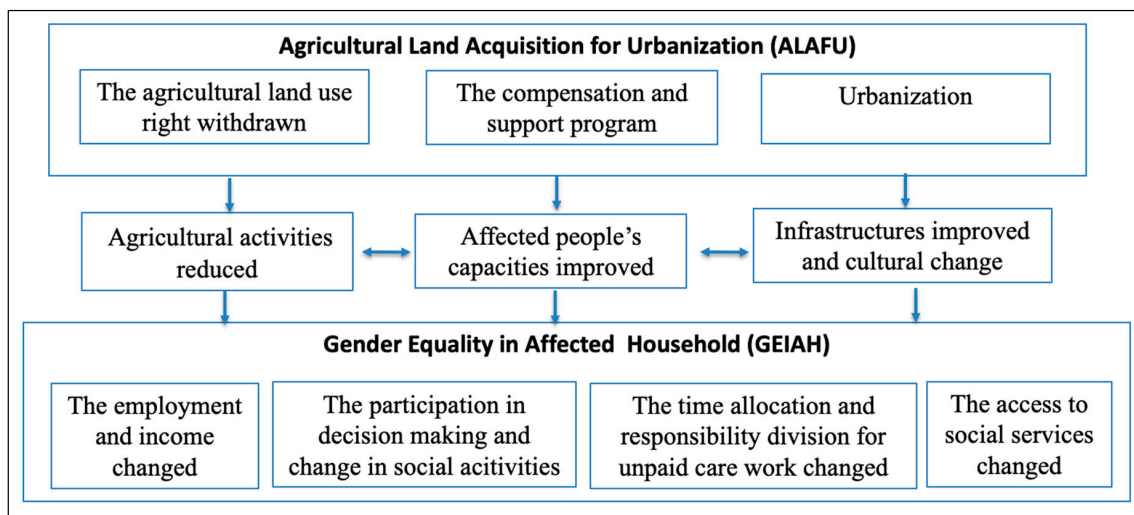 Agricultural Land Acquisition for Urbanization (ALAFU)
The agricultural land use
right withdrawn
The compensation and
support program
Urbanization
Agricultural activities
reduced
Affected people's
capacities improved
Infrastructures improved
and cultural change
Gender Equality in Affected Household (GEIAH)
The employment
and income
changed
The participation in
decision making and
change in social acitivities
The time allocation and
responsibility division for
unpaid care work changed
The access to
social services
changed